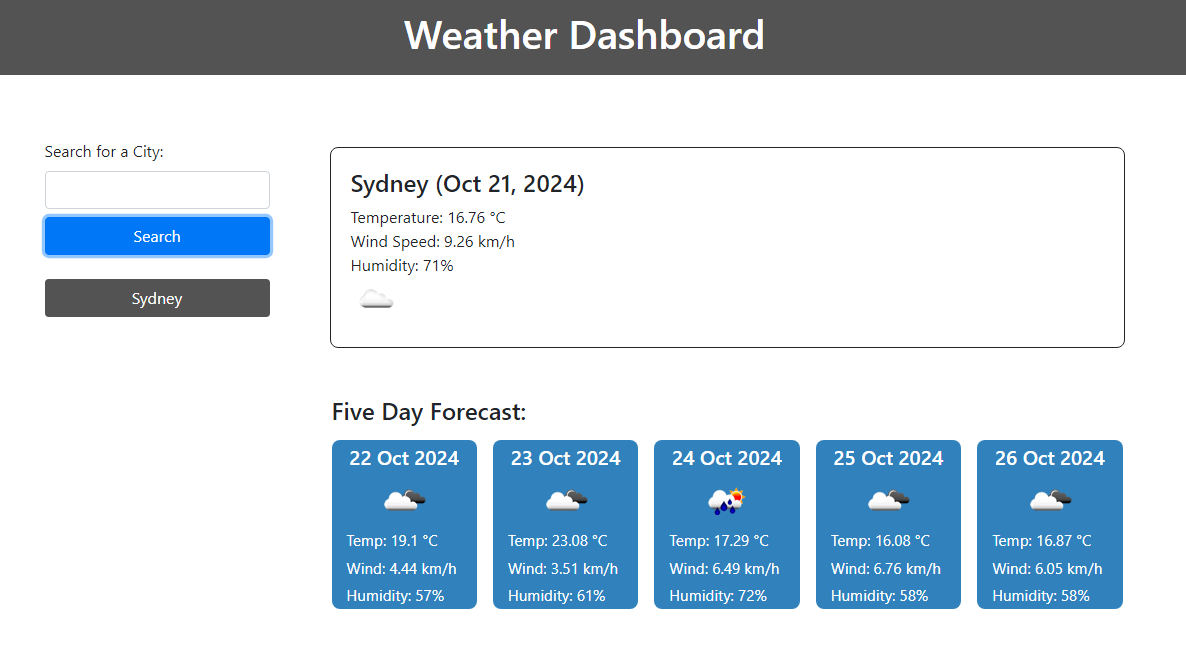 Weather Dashboard
Search for a City:
Search
Sydney
Sydney (Oct 21, 2024)
Temperature: 16.76 °C
Wind Speed: 9.26 km/h
Humidity: 71%
Five Day Forecast:
22 Oct 2024
Temp: 19.1 °C
Wind: 4.44 km/h
Humidity: 57%
23 Oct 2024
Temp: 23.08 °C
Wind: 3.51 km/h
Humidity: 61%
24 Oct 2024
Temp: 17.29 °C
Wind: 6.49 km/h
Humidity: 72%
25 Oct 2024
Temp: 16.08 °C
Wind: 6.76 km/h
Humidity: 58%
26 Oct 2024
Temp: 16.87 °C
Wind: 6.05 km/h
Humidity: 58%